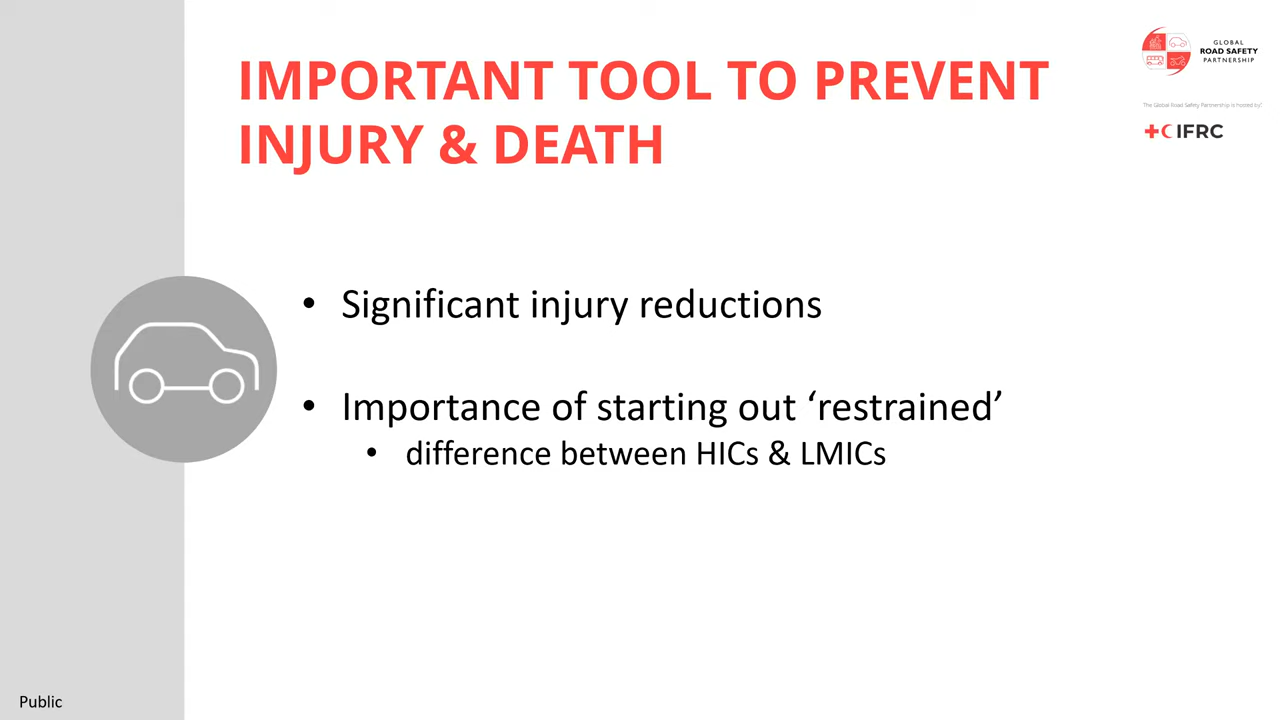 IMPORTANT TOOL TO PREVENT
INJURY & DEATH
GLOBAL
ROAD SAFETY
PARTNERSHIP
The Global Road Safety Partnership is hosted by:
IFRC
• Significant injury reductions
• Importance of starting out ‘restrained’
• difference between HICs & LMICs
Public